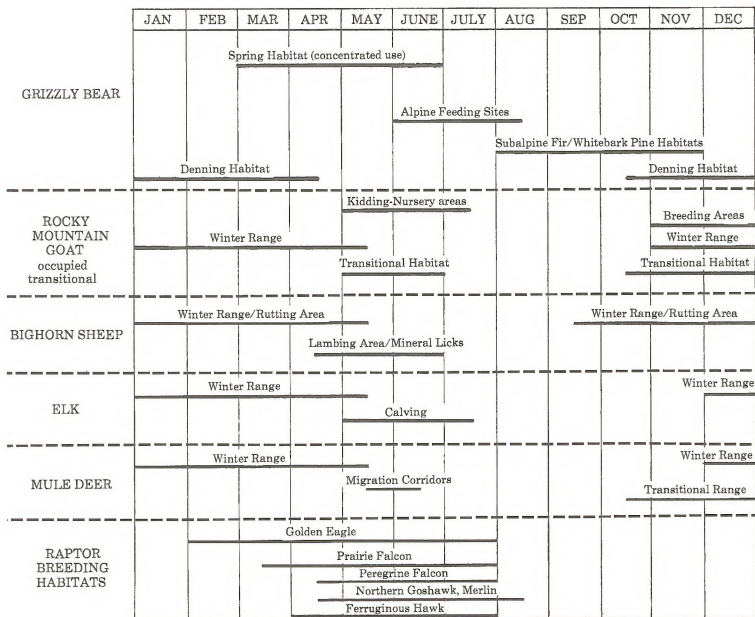 JAN FEB MAR APR MAY JUNE JULY AUG SEP OCT NOV DEC
GRIZZLY BEAR
Spring Habitat (concentrated use)
Alpine Feeding Sites
Subalpine Fir/Whitebark Pine Habitats
Denning Habitat Denning Habitat
ROCKY
MOUNTAIN
GOAT
occupied
transitional
Kidding-Nursery areas
Breeding Areas
Winter Range Winter Range
Transitional Habitat Transitional Habitat
BIGHORN SHEEP
Winter Range/Rutting Area Winter Range/Rutting Area
Lambing Area/Mineral Licks
ELK
Winter Range Winter Range
Calving
MULE DEER
Winter Range Winter Range
Migration Corridors
Transitional Range
RAPTOR
BREEDING
HABITATS
Golden Eagle
Prairie Falcon
Peregrine Falcon
Northern Goshawk, Merlin
Ferruginous Hawk